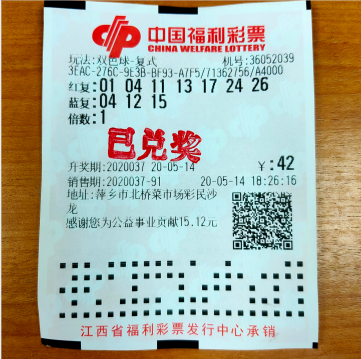 中国福利彩票
CHINA WELFARE LOTTERY
玩法:双色球-复式 机号:36052039
3EAC-276C-9E3B-BF93-A7F5/71362756/A4000
红复:01 04 11 13 17 24 26
蓝复:04 12 15
倍数:1
已兑奖
开奖期:2020037 20-05-14 ¥:42
销售期:2020037-91 20-05-14 18:26:16
地址:萍乡市北桥菜市场彩民沙
龙
感谢您为公益事业贡献15.12元
江西省福利彩票发行中心承销